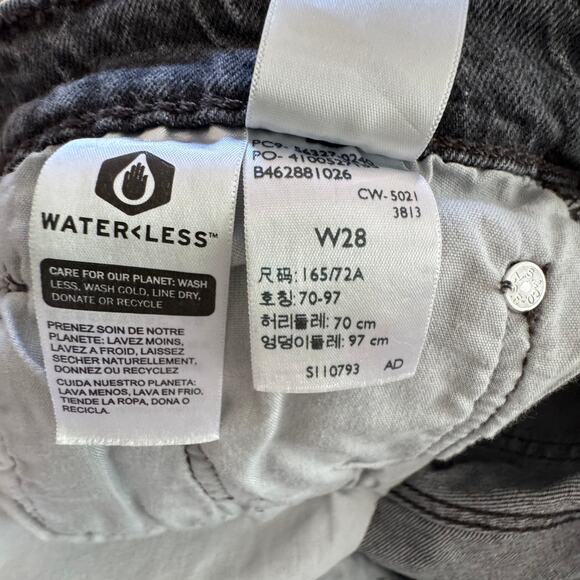 WATER<LESS™
CARE FOR OUR PLANET: WASH
LESS, WASH COLD, LINE DRY,
DONATE OR RECYCLE
PRENEZ SOIN DE NOTRE
PLANETE: LAVEZ MOINS,
LAVEZ A FROID, LAISSEZ
SECHER NATURELLEMENT,
DONNEZ OU RECYCLEZ
CUIDA NUESTRO PLANETA:
LAVA MENOS, LAVA EN FRIO,
TIENDE LA ROPA, DONA O
RECICLA.
B462881026
CW-5021
3813
W28
尺码: 165/72A
호칭: 70-97
허리둘레: 70 cm
엉덩이둘레: 97 cm
S110793 AD